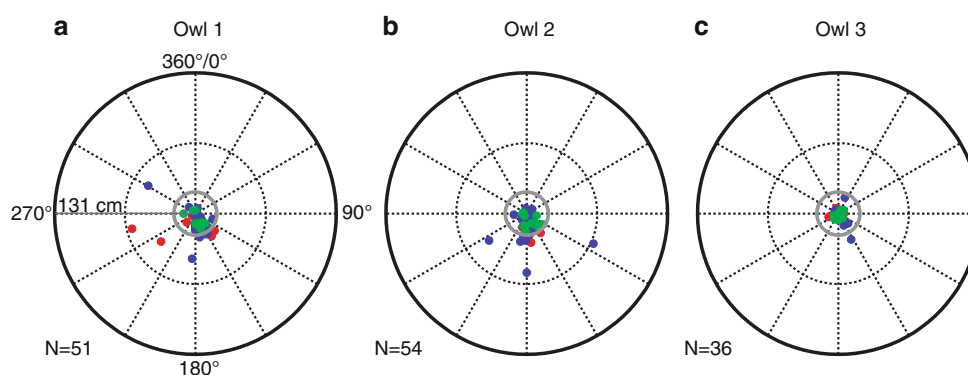 a Owl 1
b Owl 2
c Owl 3
360°/0°
270°
131 cm
90°
N=51
180°
N=54
N=36